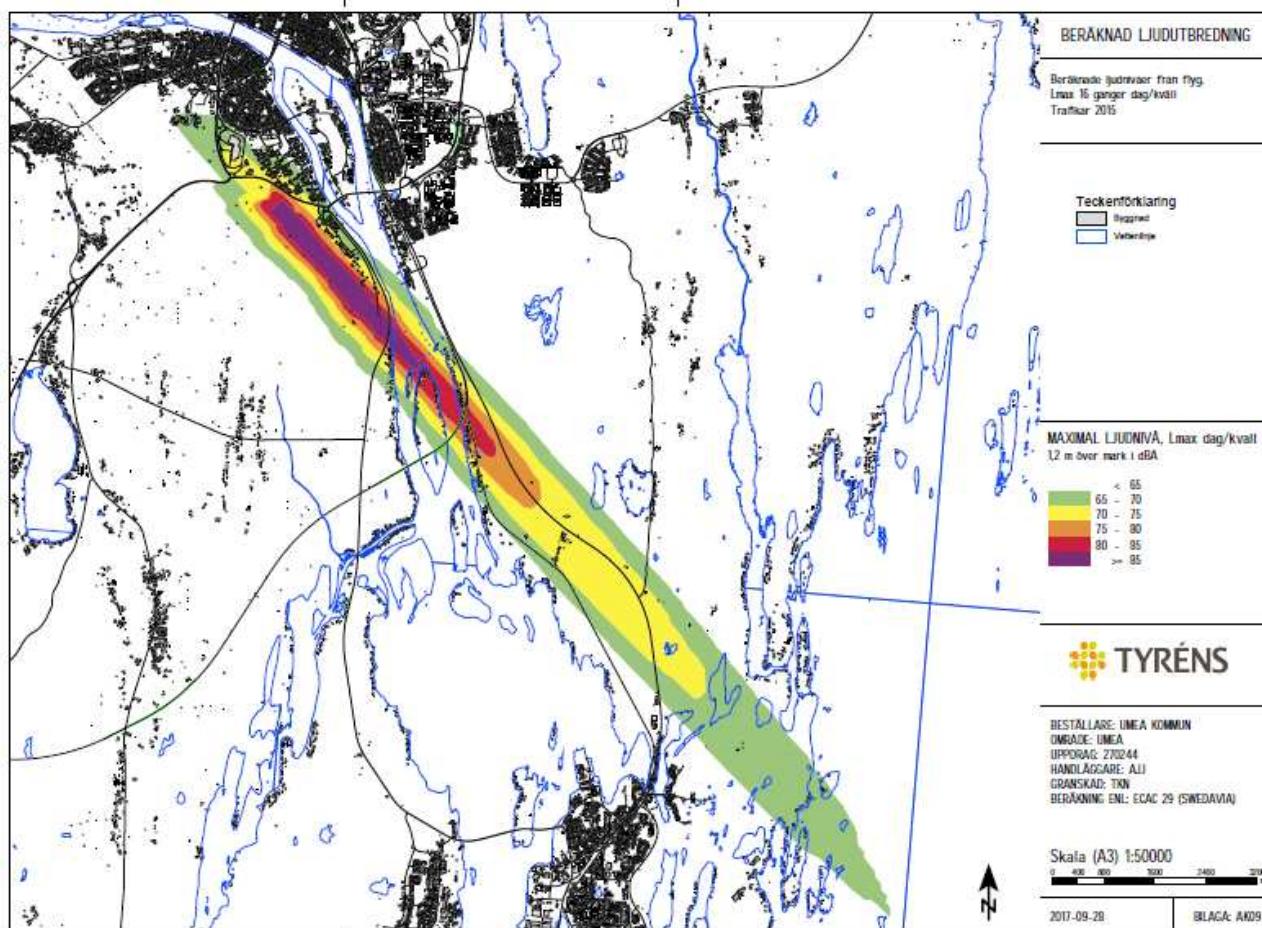 BERÄKNAD LJUDUTBREDNING
Beräknade ljudnivåer från flyg.
Lmax 16 gånger dag/kväll
Trafikår 2015
Teckenförklaring
Byggnad
Vattenlinje
MAXIMAL LJUDNIVÅ, Lmax dag/kväll
1,2 m över mark i dBA
< 65
65 - 70
70 - 75
75 - 80
80 - 85
>= 85
TYRÉNS
BESTÄLLARE: UMEÅ KOMMUN
OMRÅDE: UMEÅ
UPPDRAG: 270244
HANDLÄGGARE: AJJ
GRANSKAD: TKN
BERÄKNING ENL: ECAC 29 (SWEDAVIA)
Skala (A3) 1:50000
0 400 800 1600 2400 3200
N
2017-09-28
BILAGA: AK09